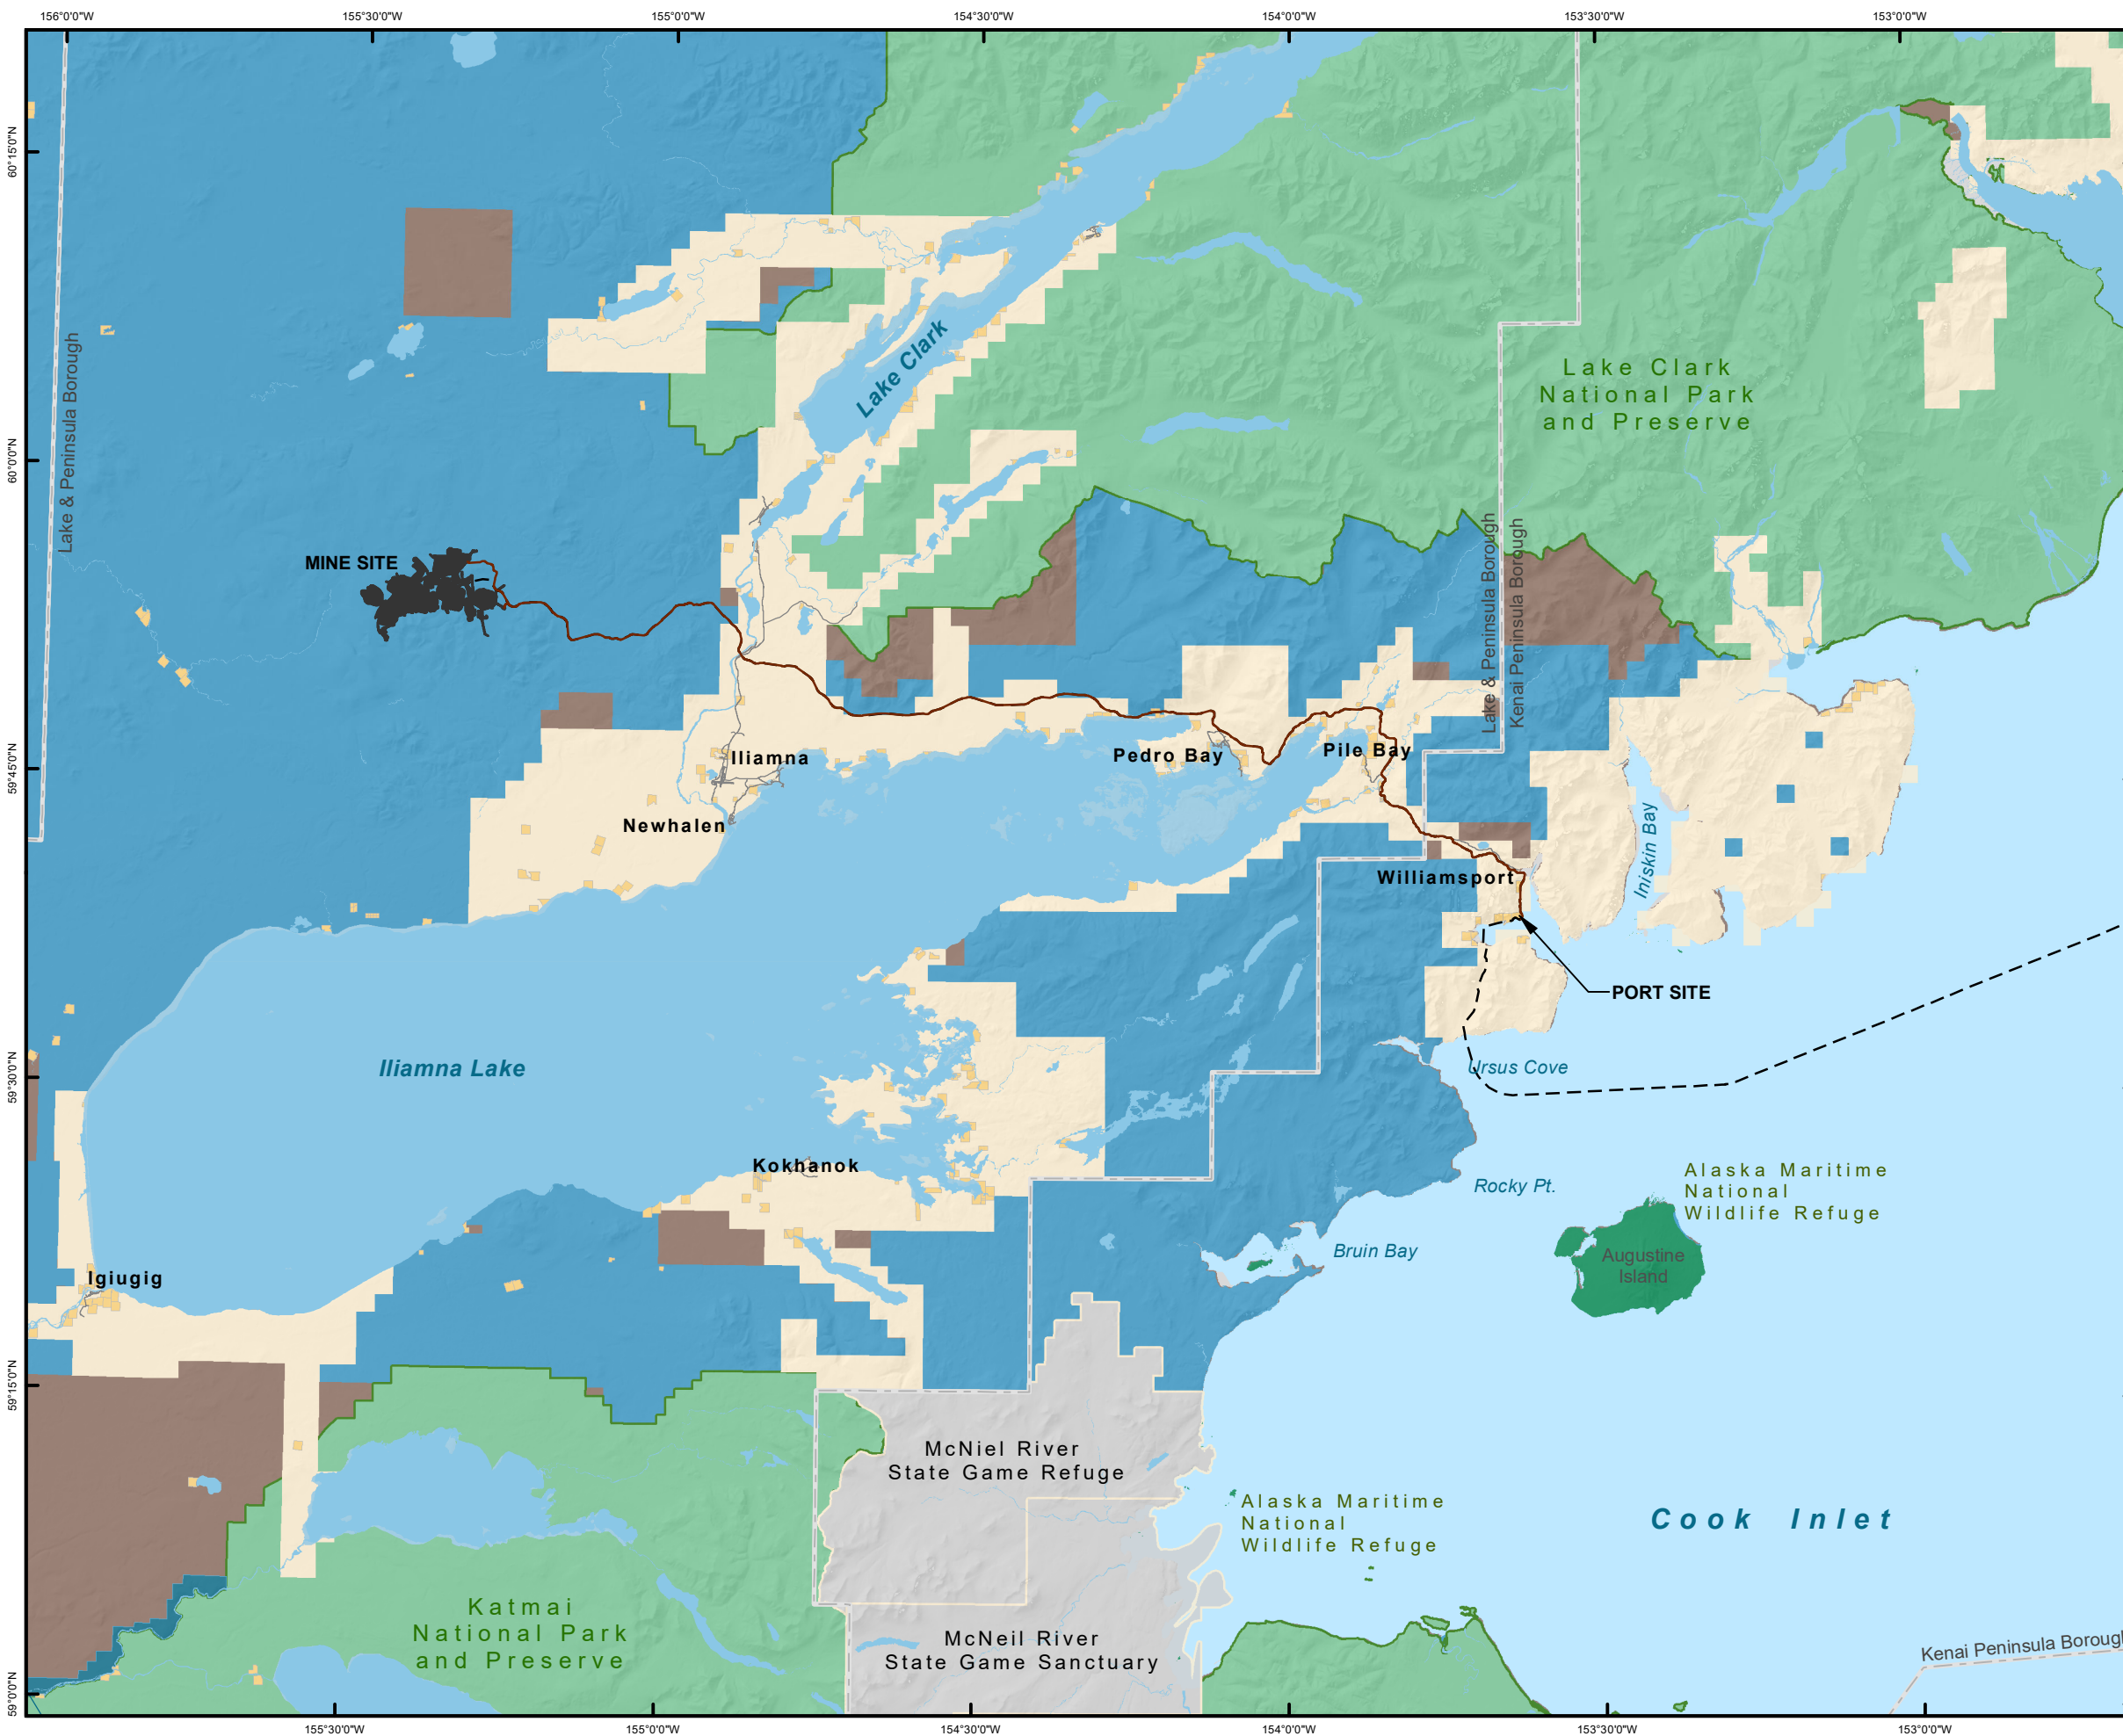 156°0'0"W
155°30'0"W
155°0'0"W
154°30'0"W
154°0'0"W
153°30'0"W
153°0'0"W
60°15'0"N
60°0'0"N
59°45'0"N
59°30'0"N
59°15'0"N
59°0'0"N
Lake & Peninsula Borough
Lake Clark
Lake Clark
National Park
and Preserve
MINE SITE
Lake & Peninsula Borough
Kenai Peninsula Borough
Iliamna
Pedro Bay
Pile Bay
Newhalen
Iniskin Bay
Williamsport
PORT SITE
Iliamna Lake
Ursus Cove
Kokhanok
Alaska Maritime
National
Wildlife Refuge
Rocky Pt.
Bruin Bay
Augustine
Island
Igiugig
McNiel River
State Game Refuge
Alaska Maritime
National
Wildlife Refuge
Cook Inlet
Katmai
National Park
and Preserve
McNeil River
State Game Sanctuary
Kenai Peninsula Borough
155°30'0"W
155°0'0"W
154°30'0"W
154°0'0"W
153°30'0"W
153°0'0"W